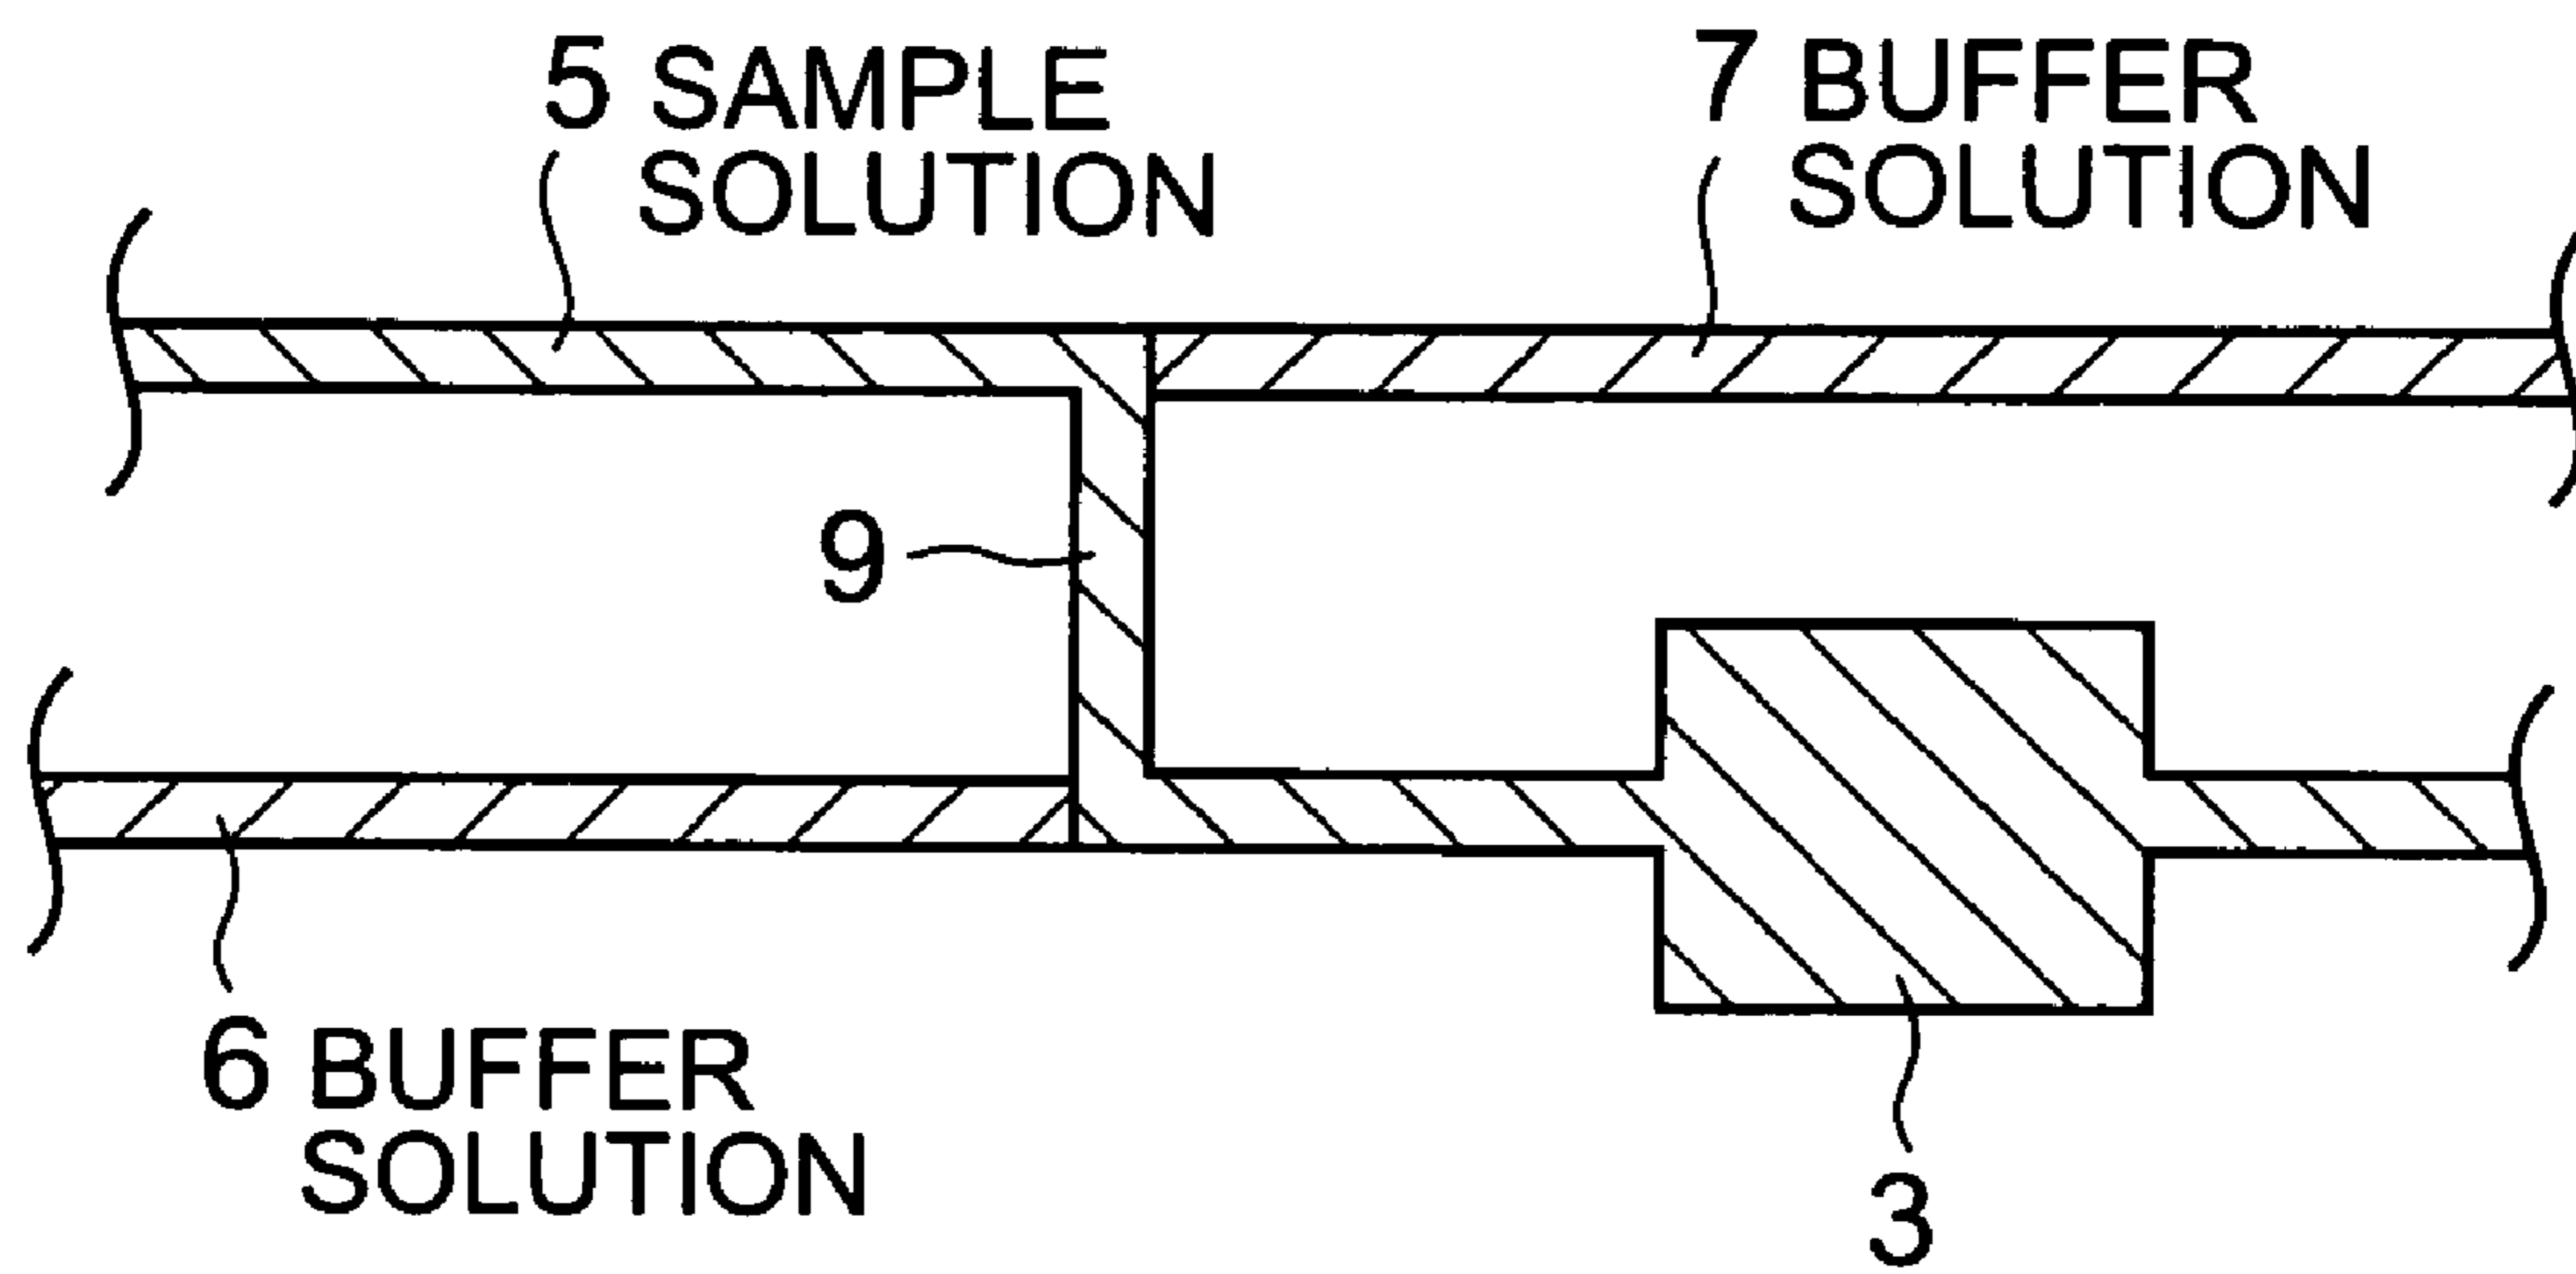 5 SAMPLE
SOLUTION
7 BUFFER
SOLUTION
9
6 BUFFER
SOLUTION
3